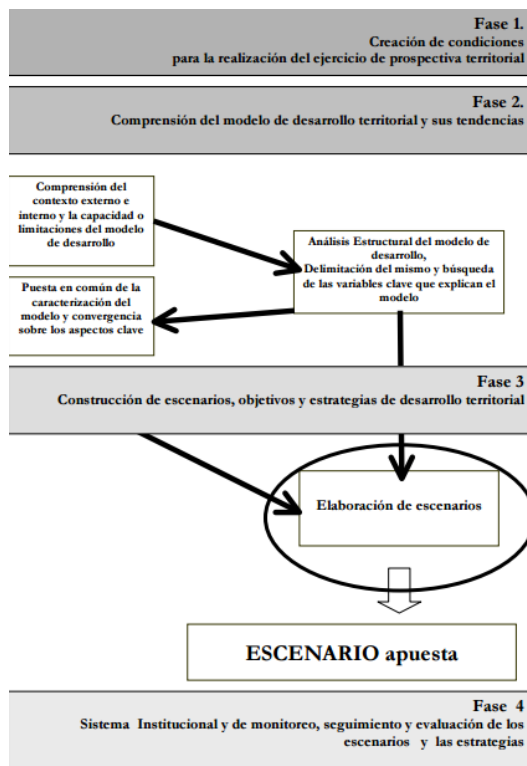 Fase 1.
Creación de condiciones
para la realización del ejercicio de prospectiva territorial
Fase 2.
Comprensión del modelo de desarrollo territorial y sus tendencias
Comprensión del
contexto externo e
interno y la capacidad o
limitaciones del modelo
de desarrollo
Análisis Estructural del modelo de
desarrollo,
Delimitación del mismo y búsqueda
de las variables clave que explican el
modelo
Puesta en común de la
caracterización del
modelo y convergencia
sobre los aspectos clave
Fase 3
Construcción de escenarios, objetivos y estrategias de desarrollo territorial
Elaboración de escenarios
ESCENARIO apuesta
Fase 4
Sistema Institucional y de monitoreo, seguimiento y evaluación de los
escenarios y las estrategias